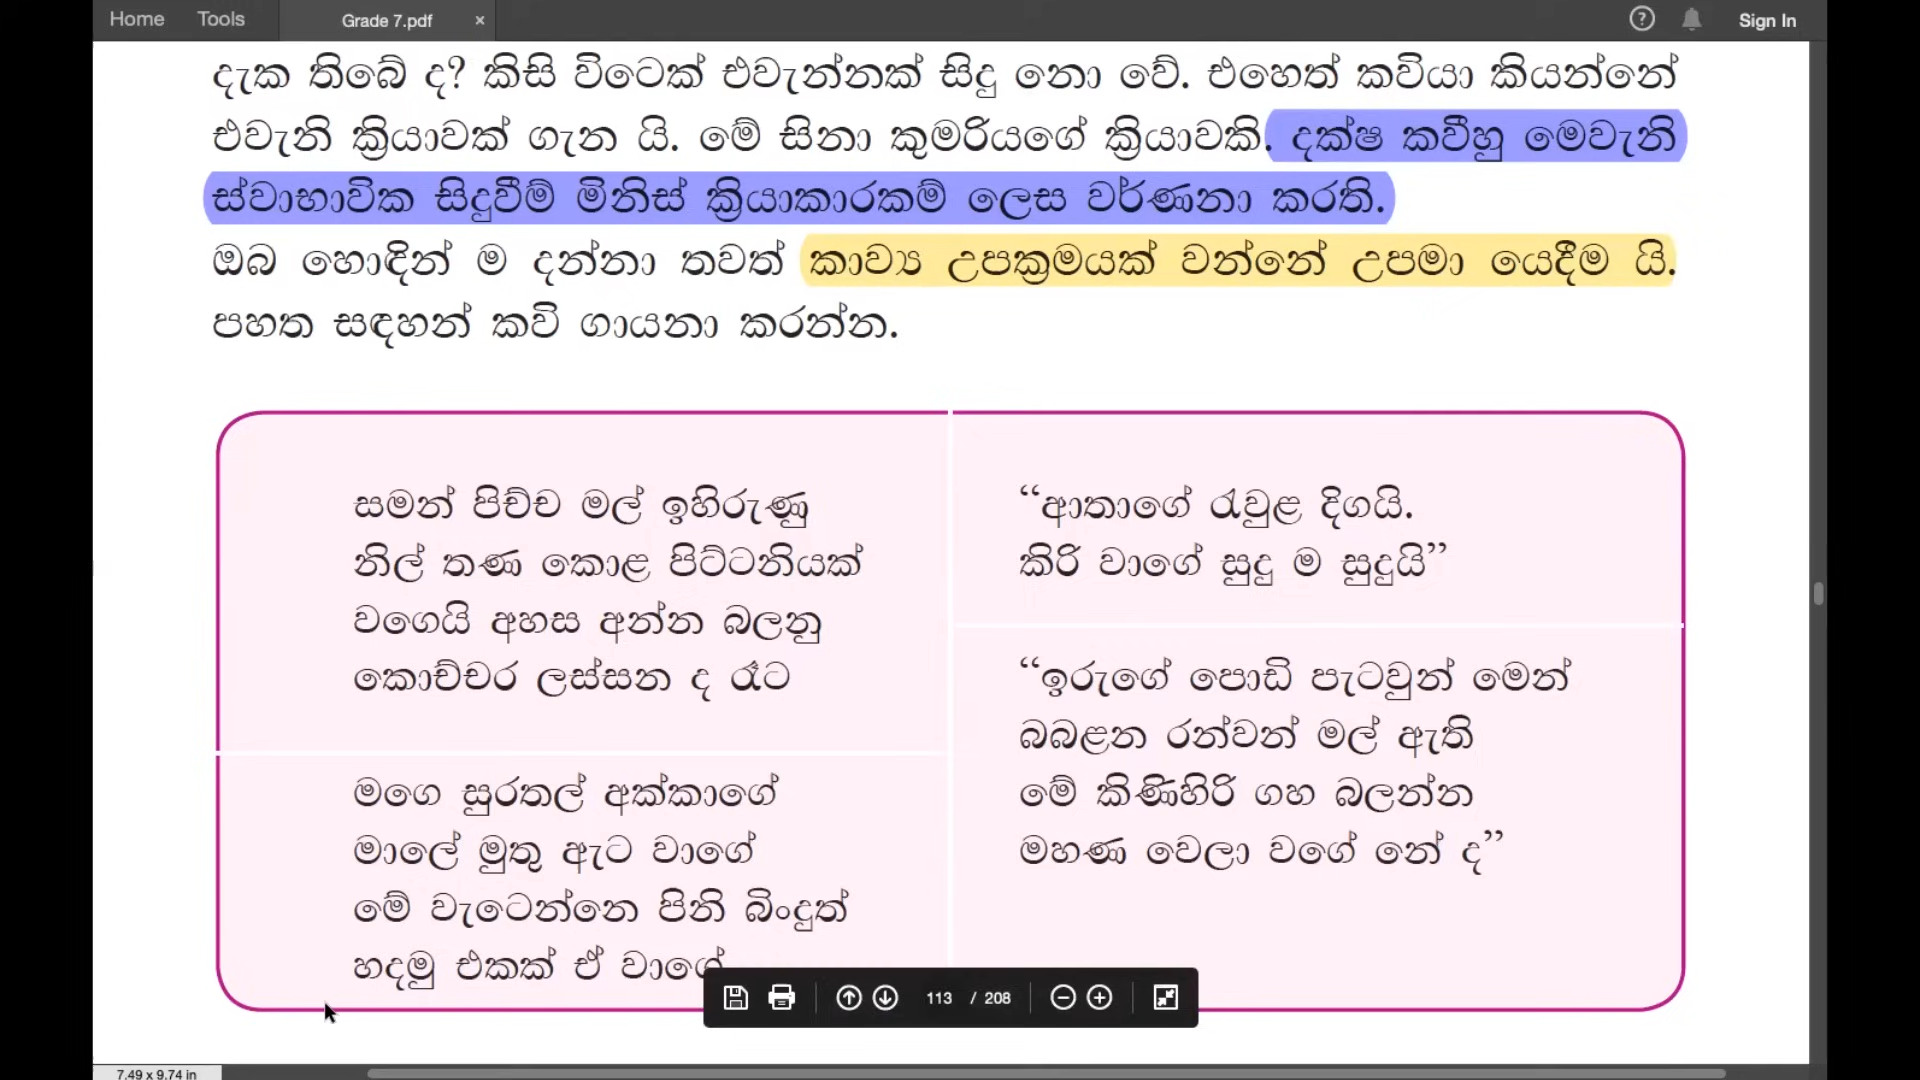 Home Tools Grade 7.pdf × ? Sign In
දැක තිබේ ද? කිසි විටෙක් එවැන්නක් සිදු නො වේ. එහෙත් කවියා කියන්නේ
එවැනි ක්‍රියාවක් ගැන යි. මේ සිනා කුමරියගේ ක්‍රියාවකි. දක්ෂ කවීහු මෙවැනි
ස්වාභාවික සිදුවීම් මිනිස් ක්‍රියාකාරකම් ලෙස වර්ණනා කරති.
ඔබ හොඳින් ම දන්නා තවත් කාව්‍ය උපක්‍රමයක් වන්නේ උපමා යෙදීම යි.
පහත සඳහන් කවි ගායනා කරන්න.
සමන් පිච්ච මල් ඉහිරුණු
නිල් තණ කොළ පිට්ටනියක්
වගෙයි අහස අන්න බලනු
කොච්චර ලස්සන ද රෑට
මගෙ සුරතල් අක්කාගේ
මාලේ මුතු ඇට වාගේ
මේ වැටෙන්නෙ පිනි බිංදුත්
හදමු එකක් ඒ වාගේ
“ආතාගේ රැවුළ දිගයි.
කිරි වාගේ සුදු ම සුදුයි”
“ඉරුගේ පොඩි පැටවුන් මෙන්
බබළන රන්වන් මල් ඇති
මේ කිණිහිරි ගහ බලන්න
මහණ වෙලා වගේ නේ ද”
113 / 208
7.49 x 9.74 in